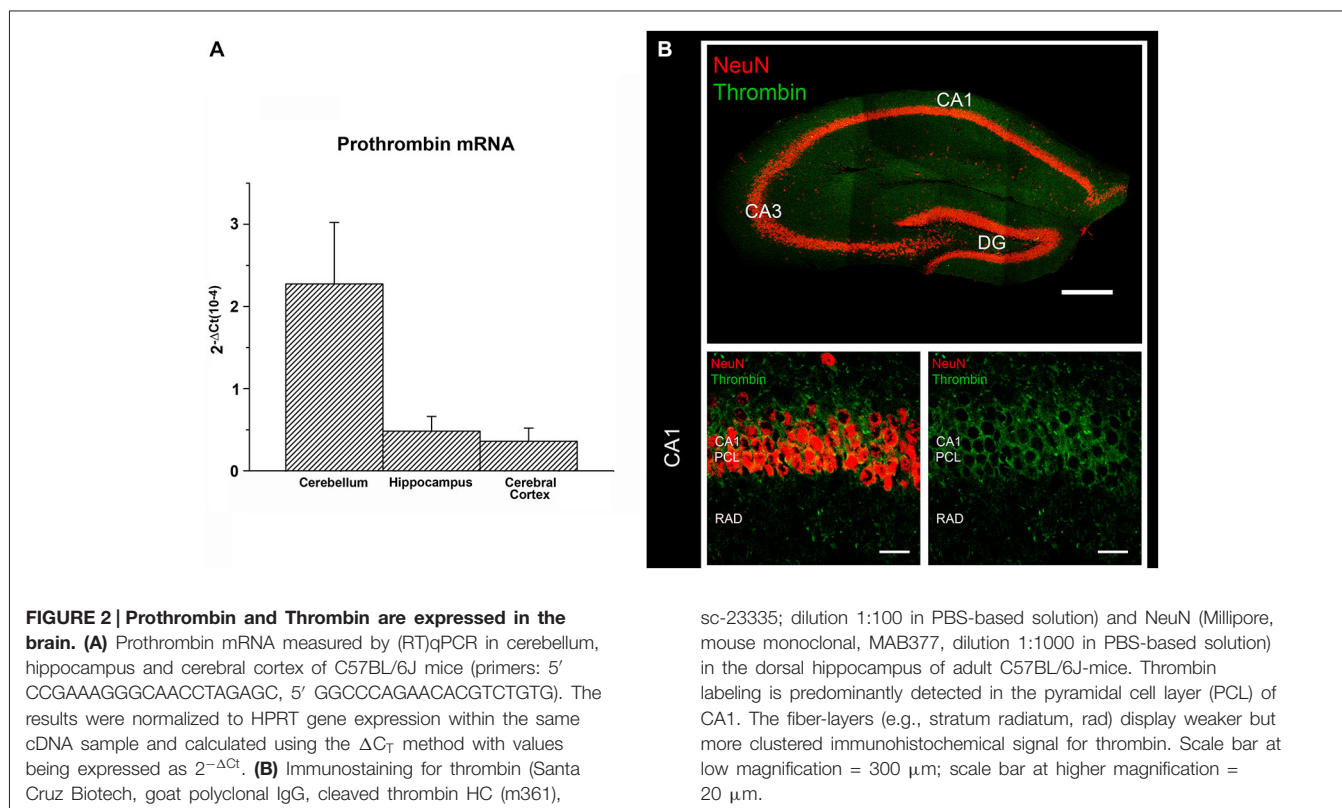 A
Prothrombin mRNA
2-ΔCt(10-4)
3
2
1
0
Cerebellum
Hippocampus
Cerebral
Cortex
B
NeuN
Thrombin
CA1
CA3
DG
CA1
NeuN
Thrombin
CA1
PCL
RAD
NeuN
Thrombin
CA1
PCL
RAD
FIGURE 2 | Prothrombin and Thrombin are expressed in the
brain. (A) Prothrombin mRNA measured by (RT)qPCR in cerebellum,
hippocampus and cerebral cortex of C57BL/6J mice (primers: 5′
CCGAAAGGGCAACCTAGAGC, 5′ GGCCCAGAACACGTCTGTG). The
results were normalized to HPRT gene expression within the same
cDNA sample and calculated using the ΔC_T method with values
being expressed as 2^−ΔCt. (B) Immunostaining for thrombin (Santa
Cruz Biotech, goat polyclonal IgG, cleaved thrombin HC (m361),
sc-23335; dilution 1:100 in PBS-based solution) and NeuN (Millipore,
mouse monoclonal, MAB377, dilution 1:1000 in PBS-based solution)
in the dorsal hippocampus of adult C57BL/6J-mice. Thrombin
labeling is predominantly detected in the pyramidal cell layer (PCL) of
CA1. The fiber-layers (e.g., stratum radiatum, rad) display weaker but
more clustered immunohistochemical signal for thrombin. Scale bar at
low magnification = 300 μm; scale bar at higher magnification =
20 μm.